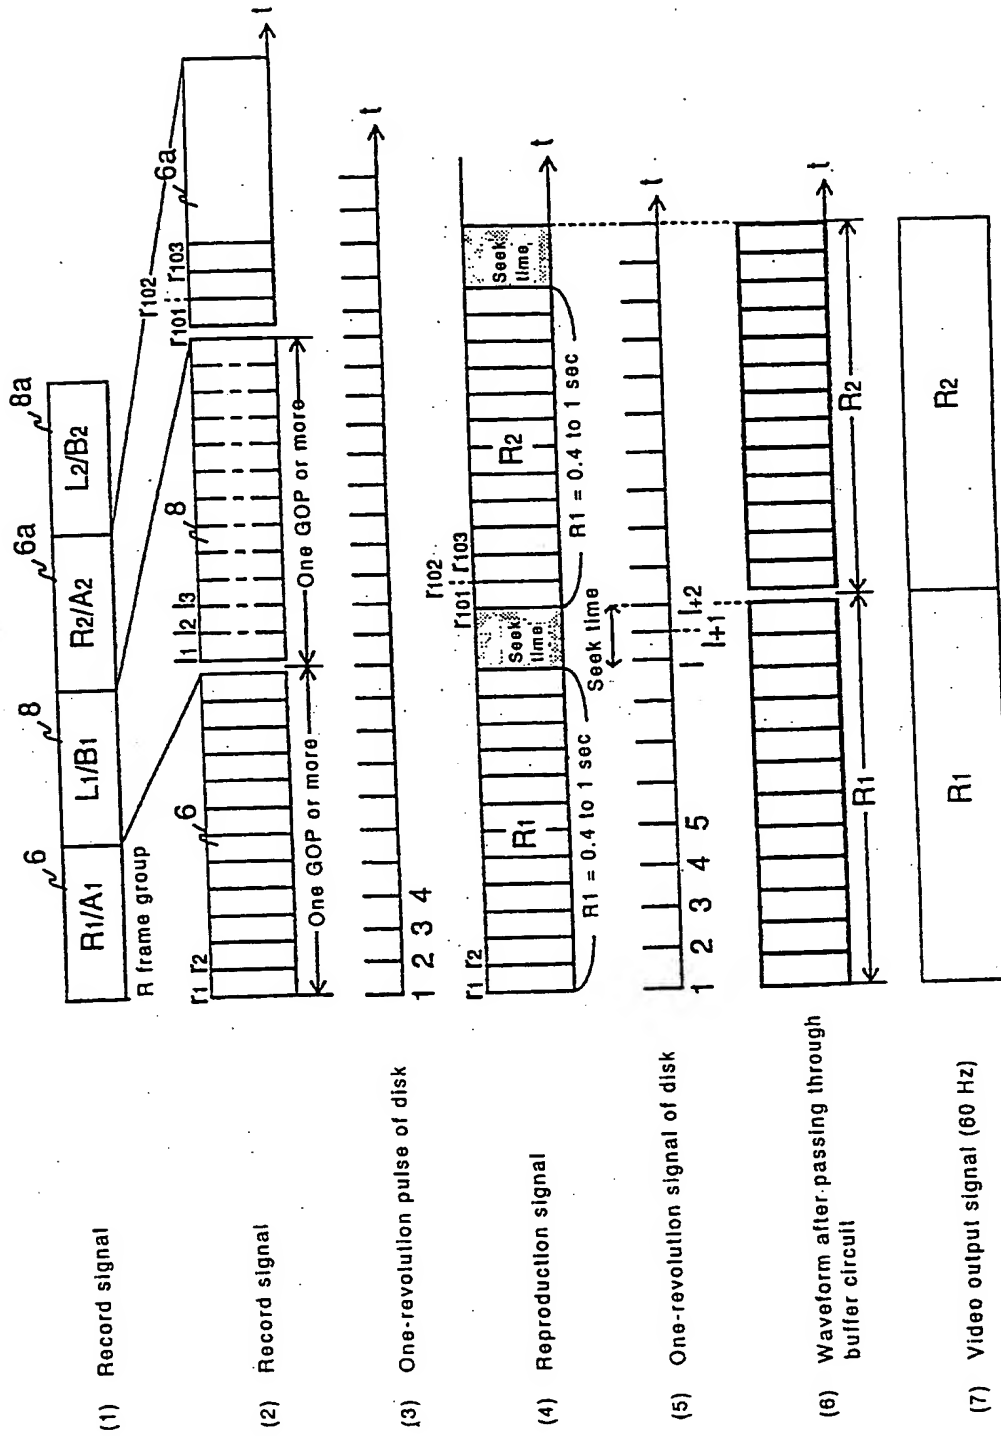 (1) Record signal
R1/A1
L1/B1
R2/A2
L2/B2
6
8
6a
8a
R frame group
(2) Record signal
r1 r2
6
l1 l2 l3
8
r101 r102 r103
6a
t
One GOP or more
One GOP or more
(3) One-revolution pulse of disk
1 2 3 4
t
(4) Reproduction signal
r1 r2
R1
Seek time
r101 r102 r103
R2
Seek time
t
R1 = 0.4 to 1 sec
R1 = 0.4 to 1 sec
Seek time
(5) One-revolution signal of disk
1 2 3 4 5
I I+1 I+2
t
(6) Waveform after passing through
buffer circuit
R1
R2
t
(7) Video output signal (60 Hz)
R1
R2